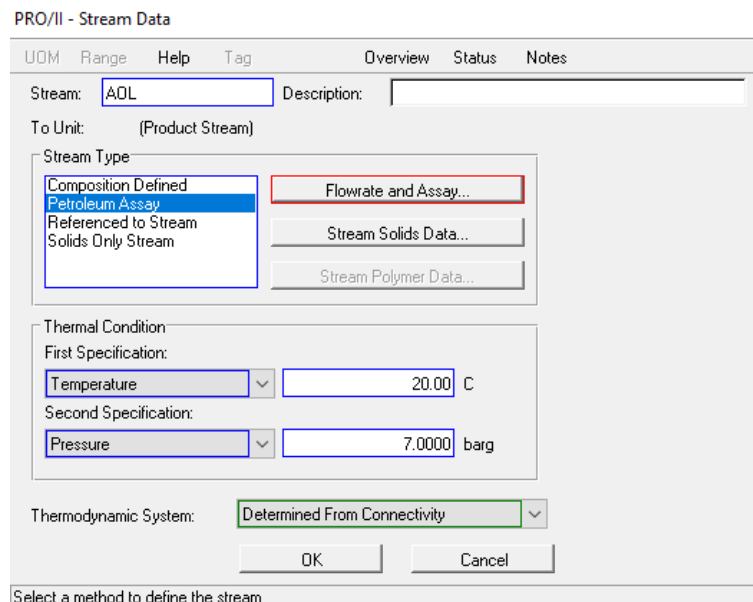 PRO/II - Stream Data
UOM Range Help Tag Overview Status Notes
Stream: AOL Description:
To Unit: (Product Stream)
Stream Type
Composition Defined
Petroleum Assay
Referenced to Stream
Solids Only Stream
Flowrate and Assay...
Stream Solids Data...
Stream Polymer Data...
Thermal Condition
First Specification:
Temperature 20.00 C
Second Specification:
Pressure 7.0000 barg
Thermodynamic System: Determined From Connectivity
OK Cancel
Select a method to define the stream